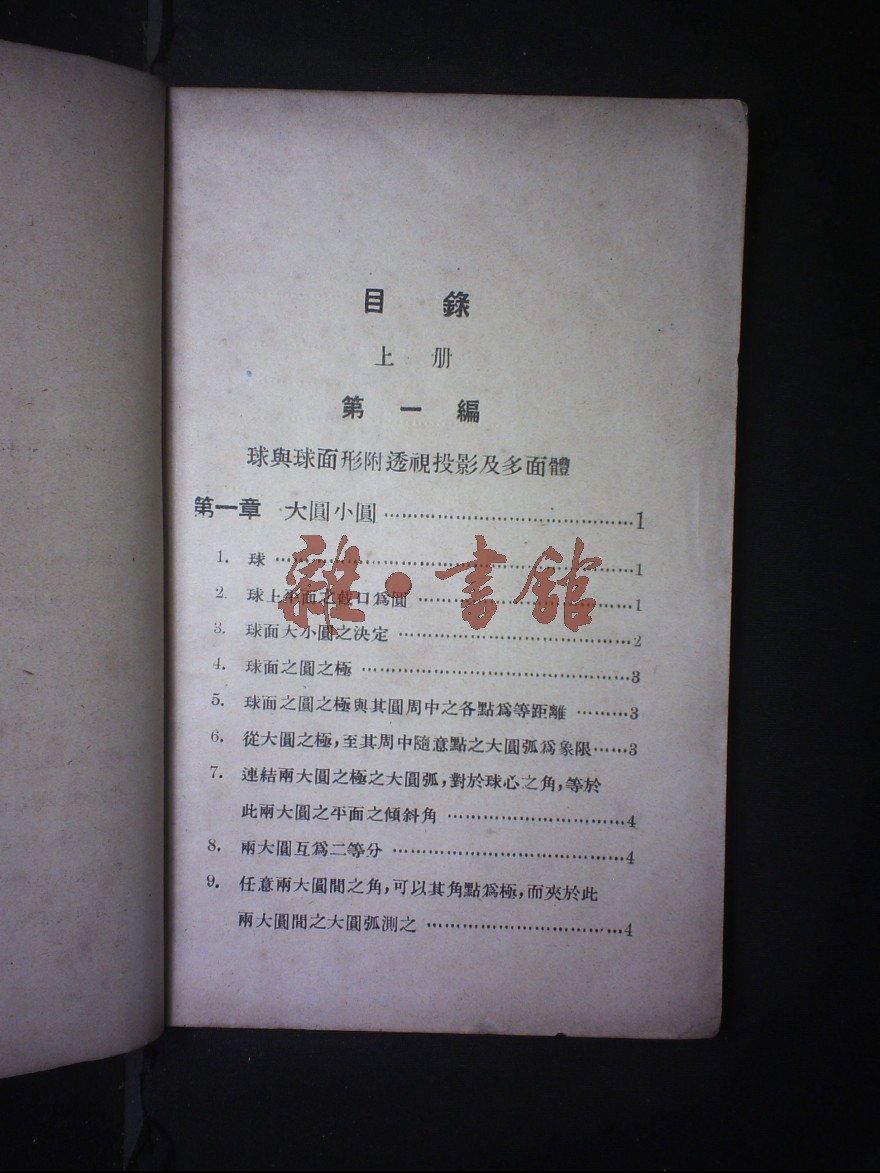 目錄
上册
第一編
球與球面形附透視投影及多面體
第一章 大圓小圓……………………………………1
1. 球……………………………………………………1
2. 球上平面之截口爲圓………………………………1
3. 球面大小圓之決定…………………………………2
4. 球面之圓之極………………………………………3
5. 球面之圓之極與其圓周中之各點爲等距離………3
6. 從大圓之極,至其周中隨意點之大圓弧爲象限……3
7. 連結兩大圓之極之大圓弧,對於球心之角,等於
此兩大圓之平面之傾斜角……………………………4
8. 兩大圓互爲二等分…………………………………4
9. 任意兩大圓間之角,可以其角點爲極,而夾於此
兩大圓間之大圓弧測之………………………………4
雜·書館